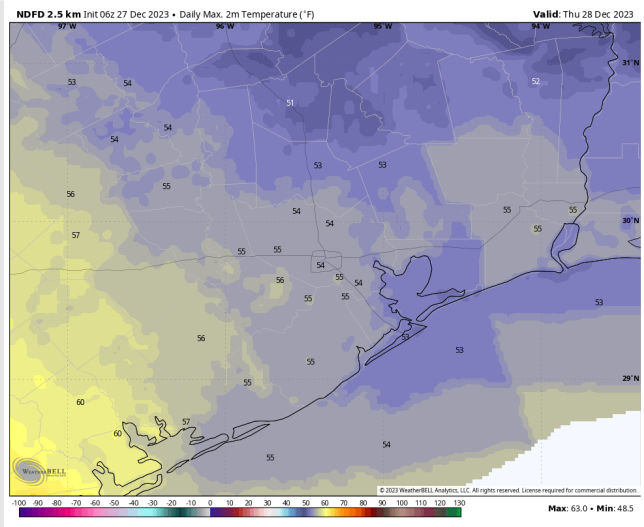 NDFD 2.5 km Init 06z 27 Dec 2023 • Daily Max. 2m Temperature (°F)
Valid: Thu 28 Dec 2023
97°W 96°W 95°W 94°W
31°N
53 54 52
51
54 54
53 53
55
56
54 55 55
30°N
54 55
57
55 55
54
56 54
55 55
53
53
56 53
55
29°N
55
60
57
60
54
55
WeatherBELL
© 2023 WeatherBELL Analytics, LLC. All rights reserved. License required for commercial distribution.
-100 -90 -80 -70 -60 -50 -40 -30 -20 -10 0 10 20 30 40 50 60 70 80 90 100 110 120 130
Max: 63.0 • Min: 48.5